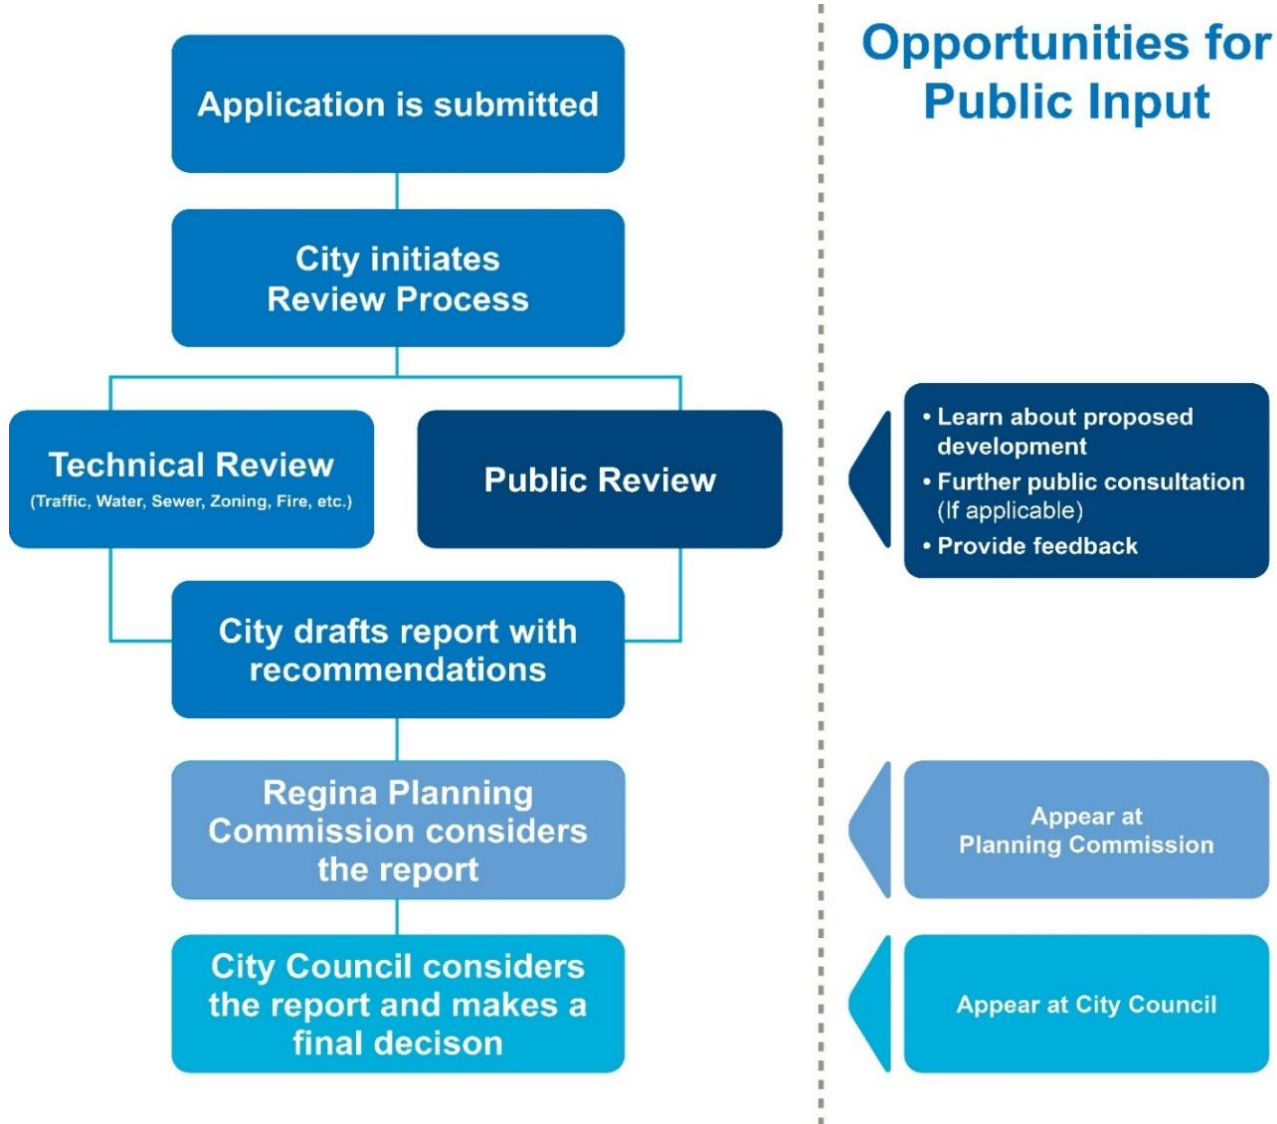 Application is submitted
City initiates
Review Process
Technical Review
(Traffic, Water, Sewer, Zoning, Fire, etc.)
Public Review
City drafts report with
recommendations
Regina Planning
Commission considers
the report
City Council considers
the report and makes a
final decison
Opportunities for
Public Input
• Learn about proposed
development
• Further public consultation
(If applicable)
• Provide feedback
Appear at
Planning Commission
Appear at City Council